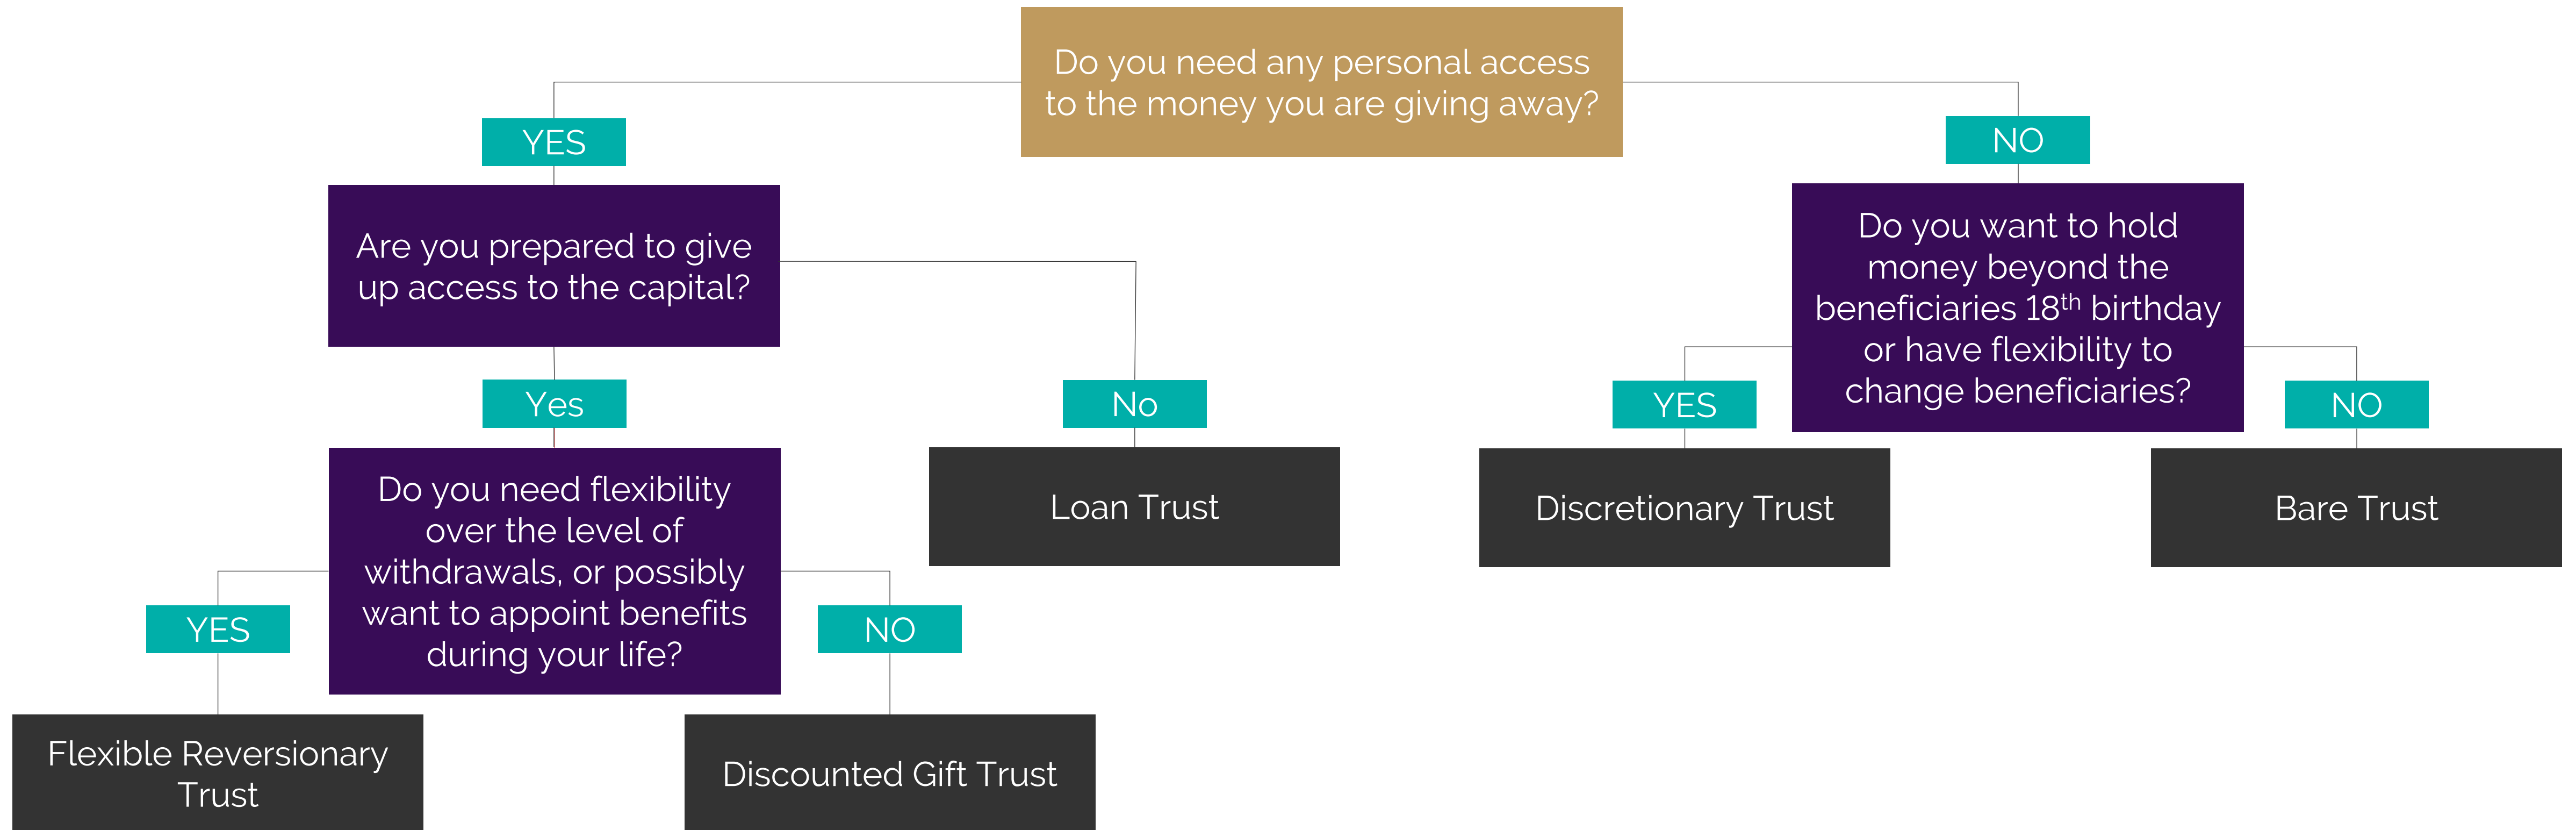 Do you need any personal access
to the money you are giving away?
YES
NO
Are you prepared to give
up access to the capital?
Do you want to hold
money beyond the
beneficiaries 18th birthday
or have flexibility to
change beneficiaries?
Yes
No
YES
NO
Do you need flexibility
over the level of
withdrawals, or possibly
want to appoint benefits
during your life?
Loan Trust
Discretionary Trust
Bare Trust
YES
NO
Flexible Reversionary
Trust
Discounted Gift Trust